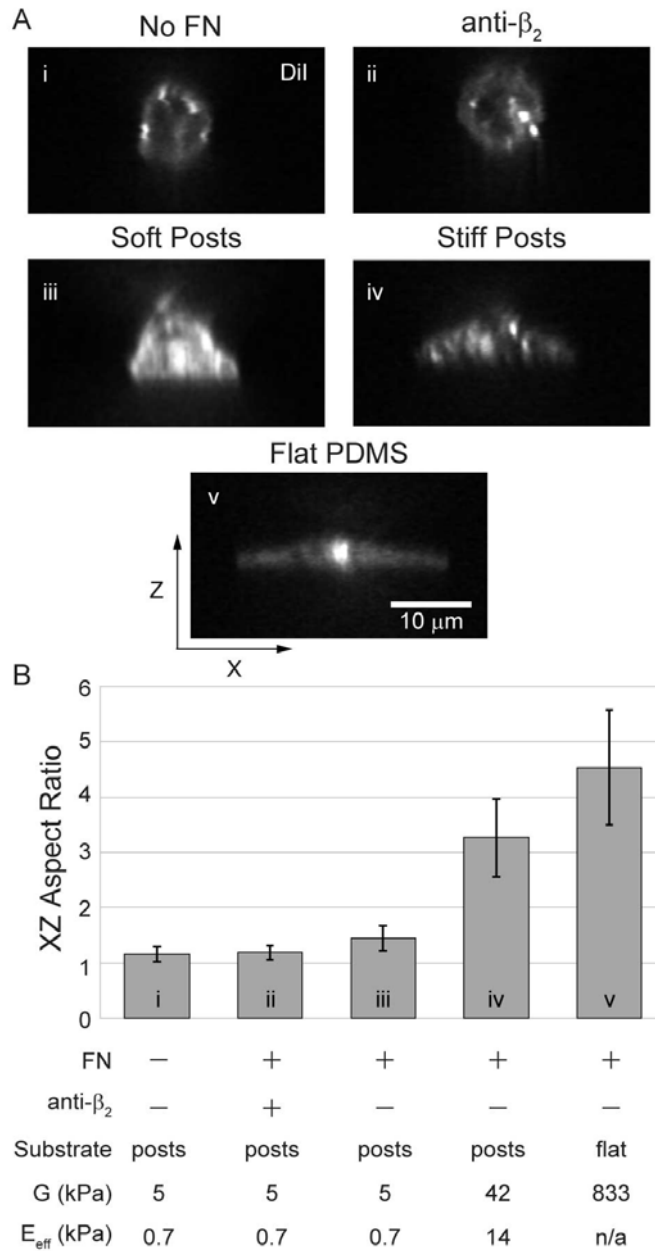 A
No FN
anti-β₂
i
DiI
ii
Soft Posts
Stiff Posts
iii
iv
Flat PDMS
v
Z
10 μm
X
B
6
5
4
3
2
1
0
XZ Aspect Ratio
i ii iii iv v
FN − + + + +
anti-β₂ − + − − −
Substrate posts posts posts posts flat
G (kPa) 5 5 5 42 833
E_eff (kPa) 0.7 0.7 0.7 14 n/a